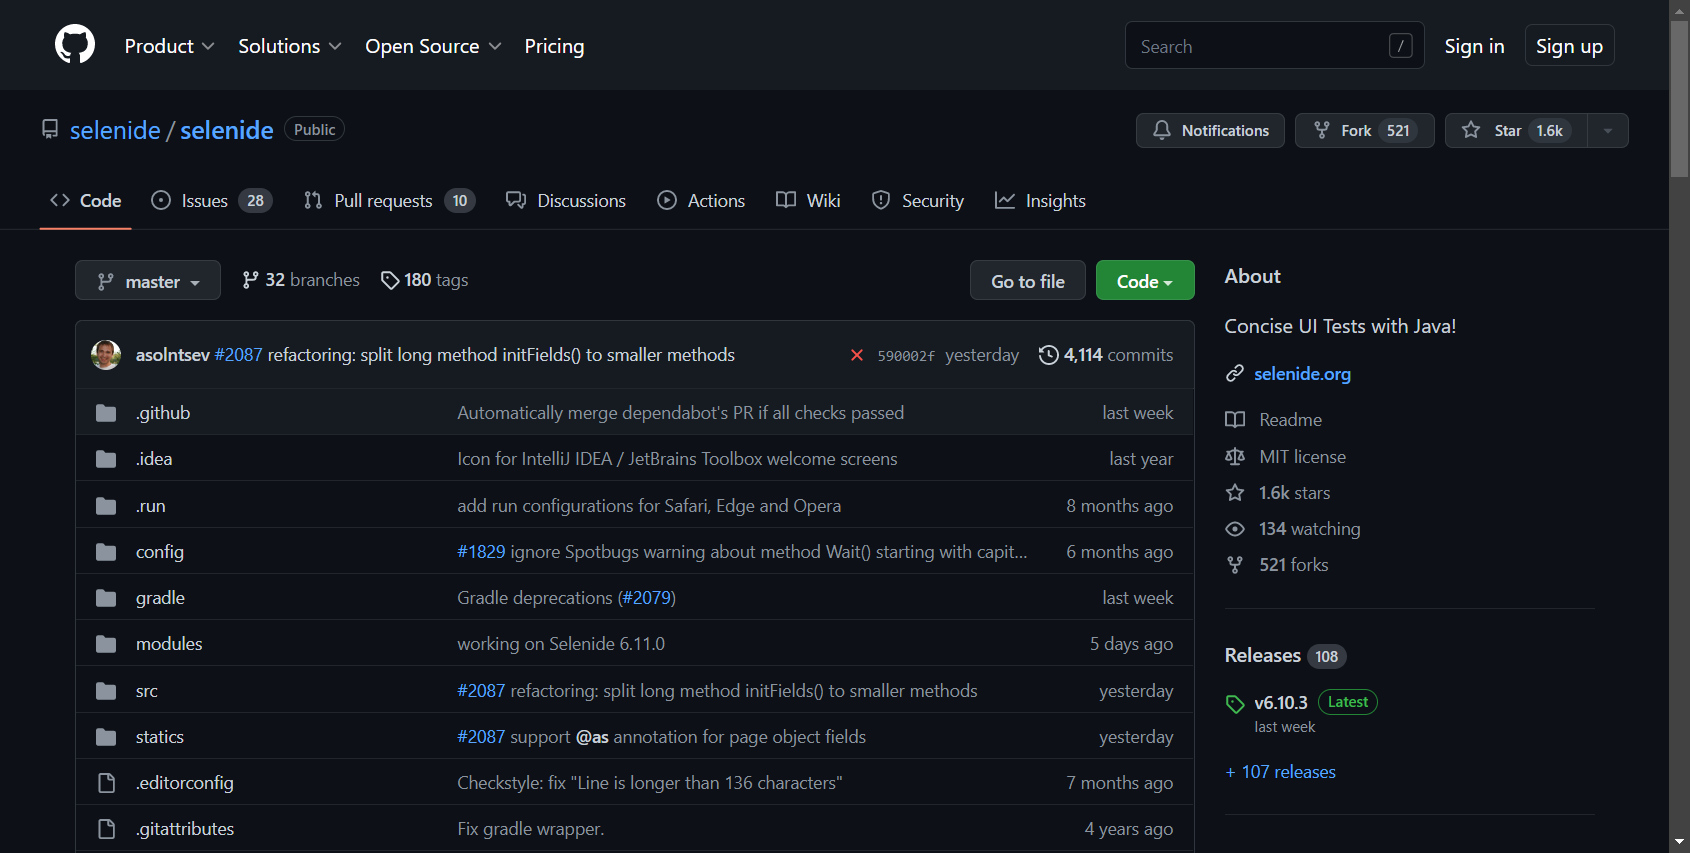 Product Solutions Open Source Pricing Search / Sign in Sign up
selenide / selenide Public Notifications Fork 521 Star 1.6k
Code Issues 28 Pull requests 10 Discussions Actions Wiki Security Insights
master 32 branches 180 tags Go to file Code
asolntsev #2087 refactoring: split long method initFields() to smaller methods 590002f yesterday 4,114 commits
.github Automatically merge dependabot's PR if all checks passed last week
.idea Icon for IntelliJ IDEA / JetBrains Toolbox welcome screens last year
.run add run configurations for Safari, Edge and Opera 8 months ago
config #1829 ignore Spotbugs warning about method Wait() starting with capit... 6 months ago
gradle Gradle deprecations (#2079) last week
modules working on Selenide 6.11.0 5 days ago
src #2087 refactoring: split long method initFields() to smaller methods yesterday
statics #2087 support @as annotation for page object fields yesterday
.editorconfig Checkstyle: fix "Line is longer than 136 characters" 7 months ago
.gitattributes Fix gradle wrapper. 4 years ago
About
Concise UI Tests with Java!
selenide.org
Readme
MIT license
1.6k stars
134 watching
521 forks
Releases 108
v6.10.3 Latest
last week
+ 107 releases